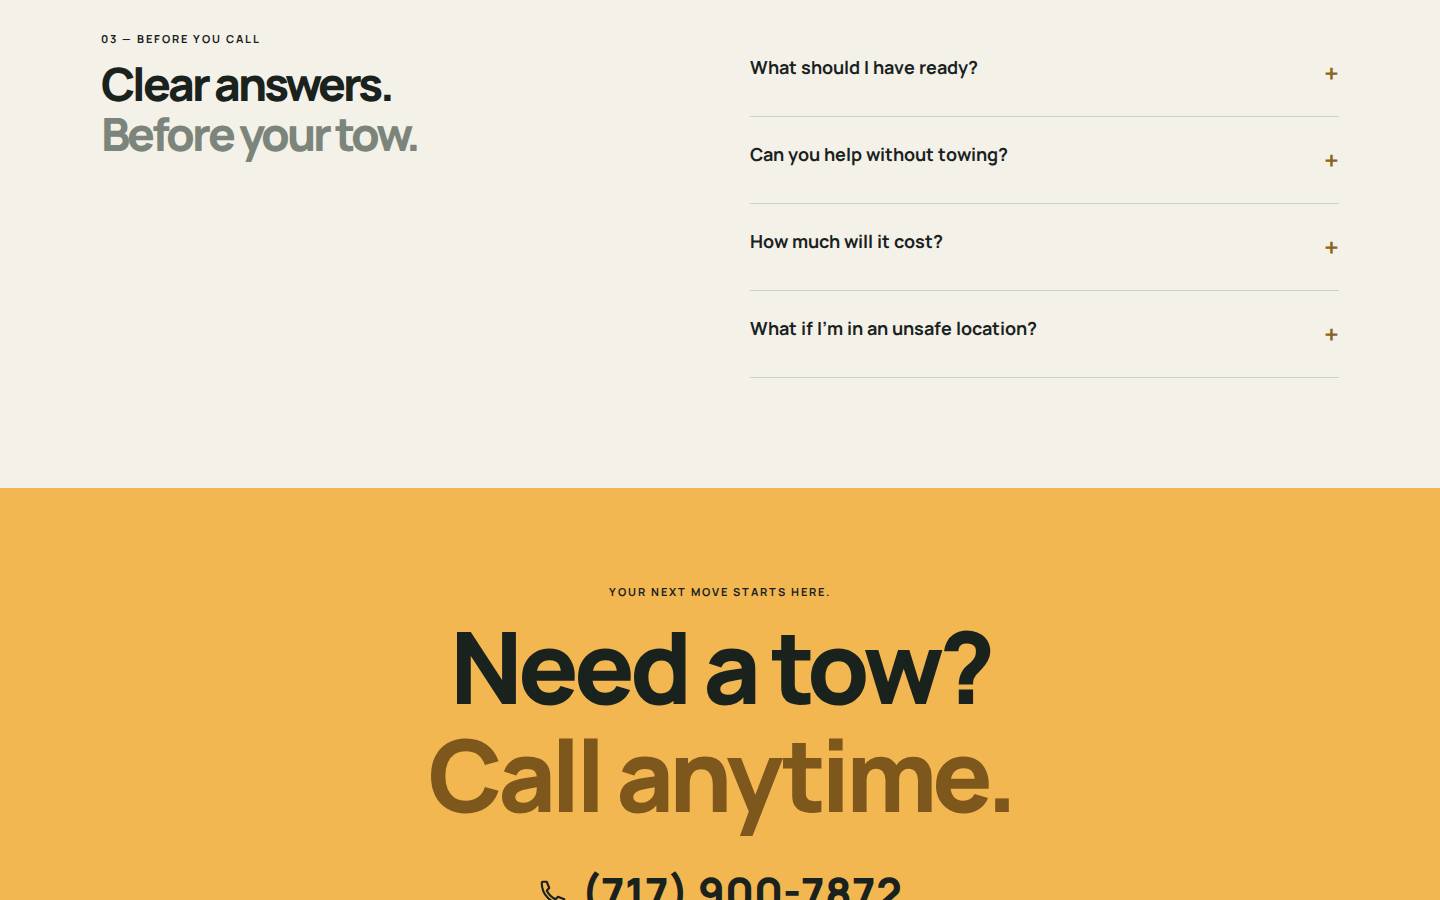 03 — BEFORE YOU CALL
Clear answers.
Before your tow.
What should I have ready?
+
Can you help without towing?
+
How much will it cost?
+
What if I'm in an unsafe location?
+
YOUR NEXT MOVE STARTS HERE.
Need a tow?
Call anytime.
(717) 900-7872